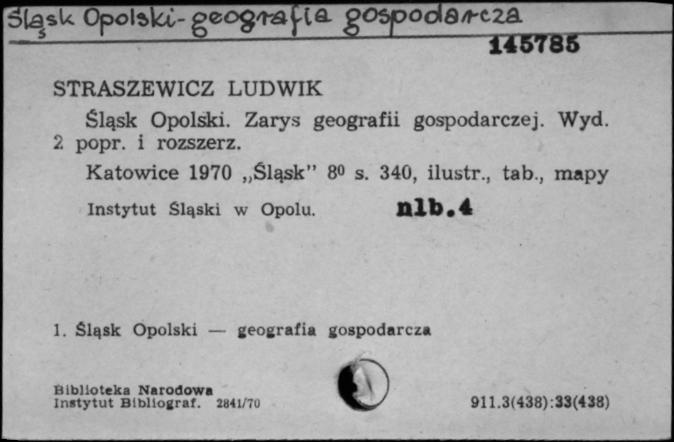 Śląsk Opolski - geografia gospodarcza
145785
STRASZEWICZ LUDWIK
Śląsk Opolski. Zarys geografii gospodarczej. Wyd.
2 popr. i rozszerz.
Katowice 1970 „Śląsk” 8⁰ s. 340, ilustr., tab., mapy
Instytut Śląski w Opolu. nlb.4
1. Śląsk Opolski — geografia gospodarcza
Biblioteka Narodowa
Instytut Bibliograf. 2841/70
911.3(438):33(438)